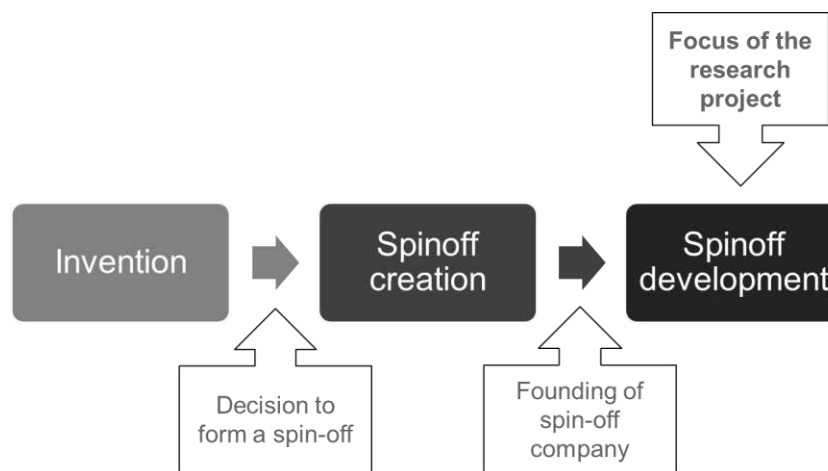 Focus of the
research
project
Invention
Spinoff
creation
Spinoff
development
Decision to
form a spin-off
Founding of
spin-off
company